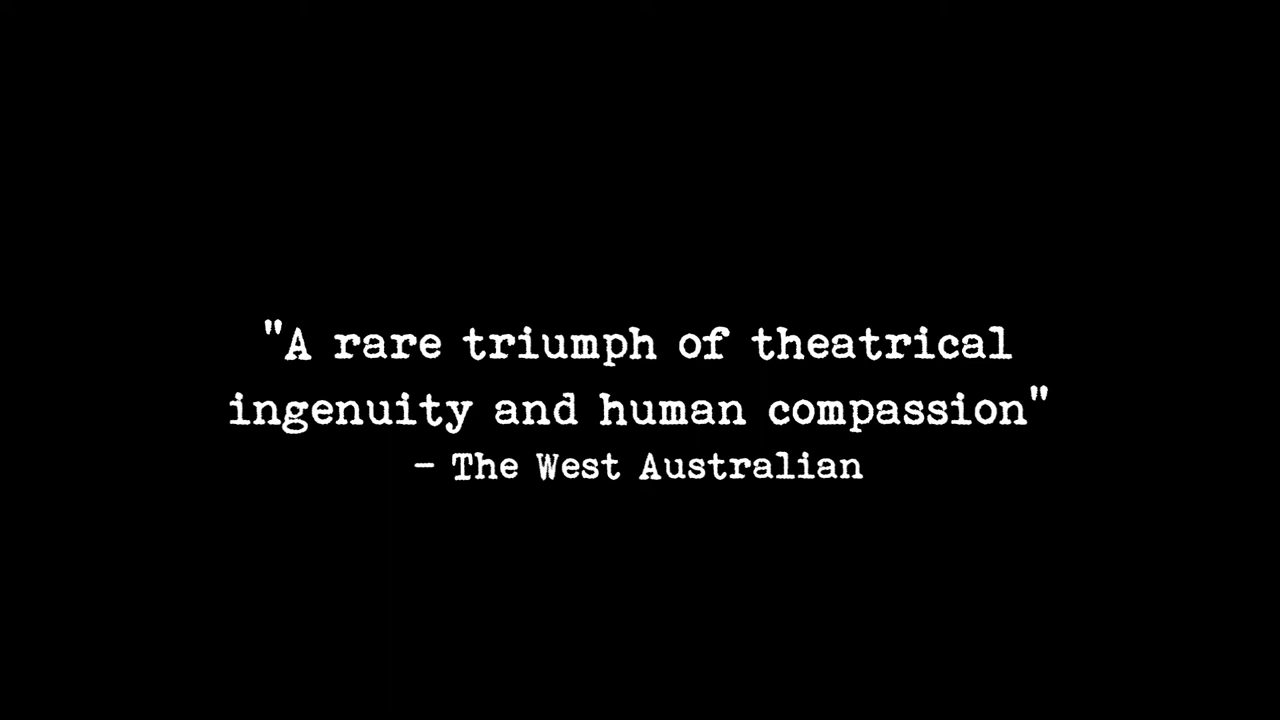 "A rare triumph of theatrical
ingenuity and human compassion"
- The West Australian